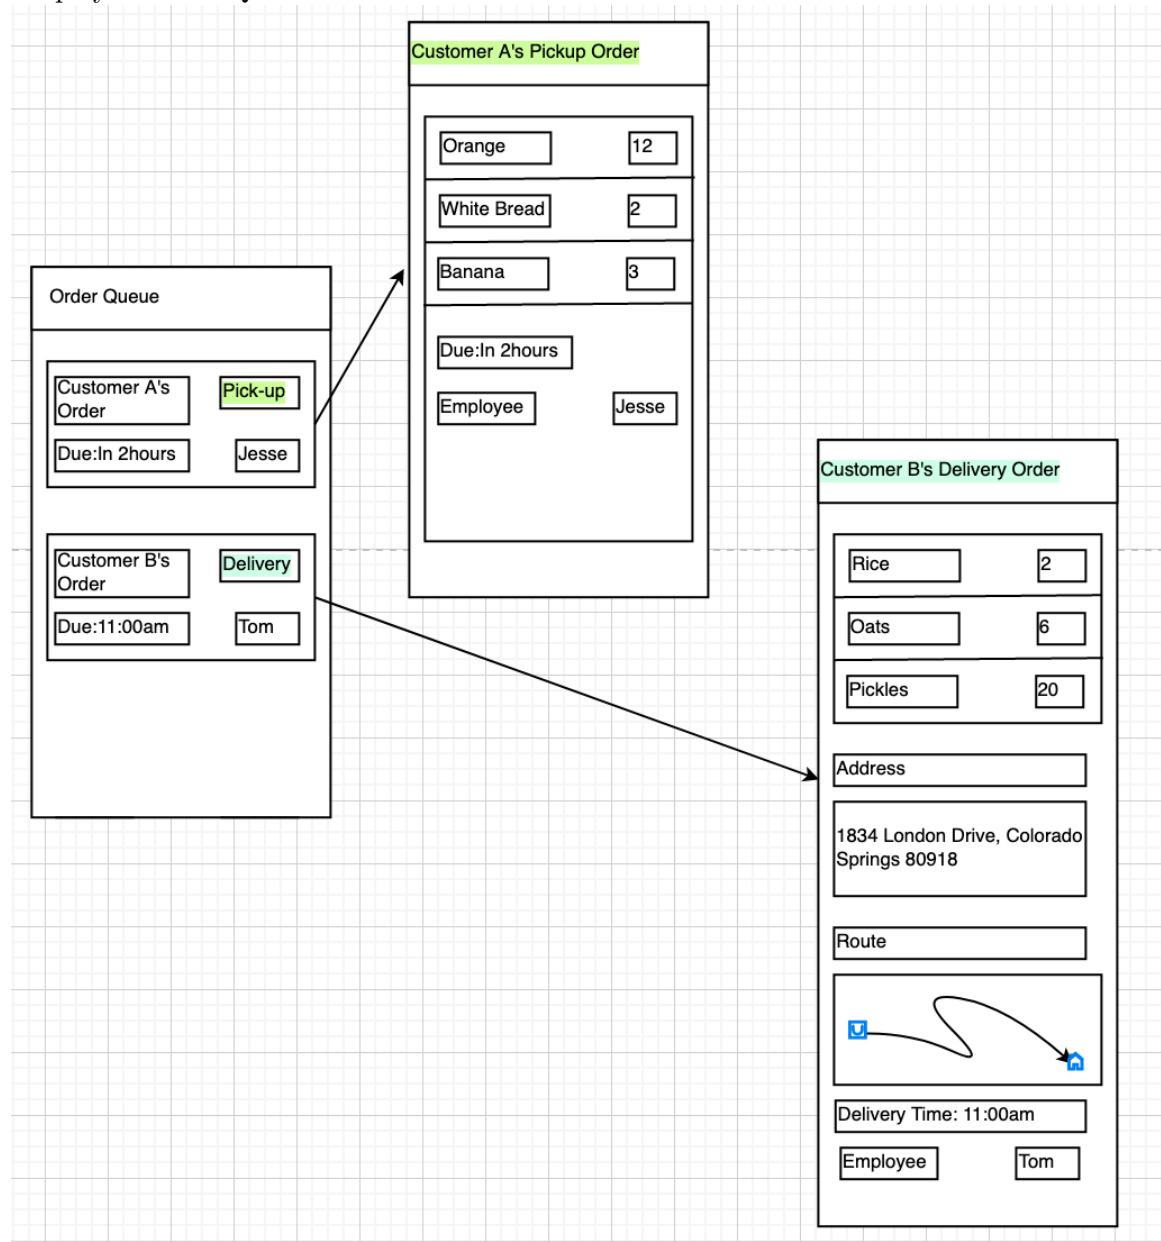 Customer A's Pickup Order
Orange 12
White Bread 2
Banana 3
Due:In 2hours
Employee Jesse
Order Queue
Customer A's
Order
Pick-up
Due:In 2hours Jesse
Customer B's
Order
Delivery
Due:11:00am Tom
Customer B's Delivery Order
Rice 2
Oats 6
Pickles 20
Address
1834 London Drive, Colorado
Springs 80918
Route
Delivery Time: 11:00am
Employee Tom